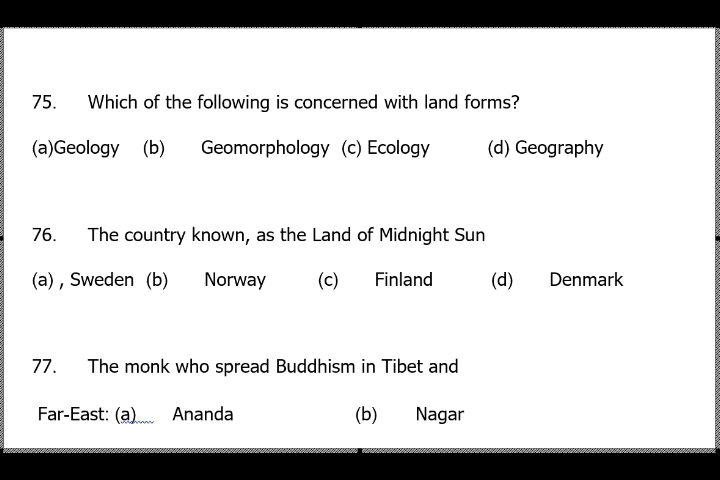 75. Which of the following is concerned with land forms?
(a)Geology (b) Geomorphology (c) Ecology (d) Geography
76. The country known, as the Land of Midnight Sun
(a) , Sweden (b) Norway (c) Finland (d) Denmark
77. The monk who spread Buddhism in Tibet and
Far-East: (a) Ananda (b) Nagar